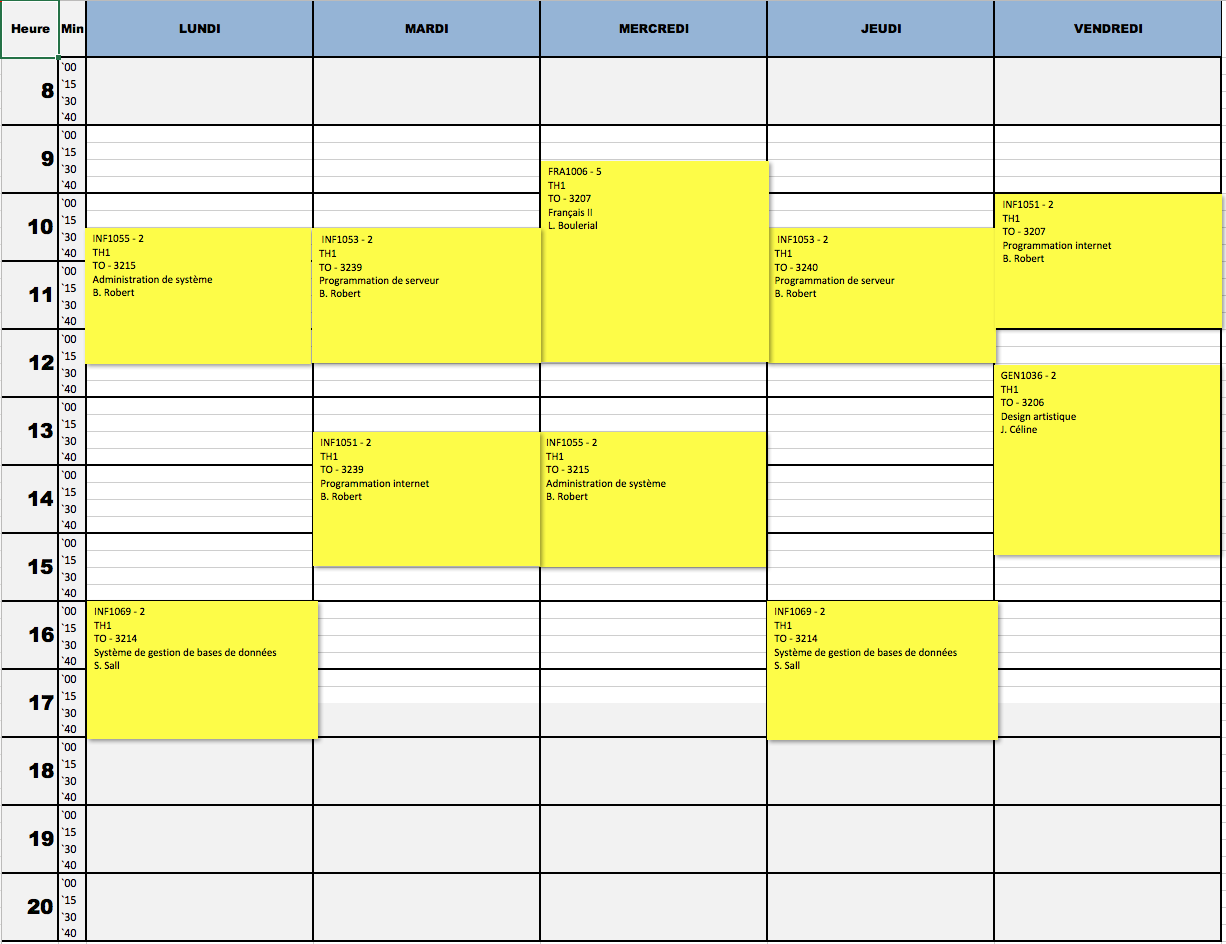 Heure Min LUNDI MARDI MERCREDI JEUDI VENDREDI
8
`00
`15
`30
`40
9
`00
`15
`30
`40
10
`00
`15
`30
`40
11
`00
`15
`30
`40
12
`00
`15
`30
`40
13
`00
`15
`30
`40
14
`00
`15
`30
`40
15
`00
`15
`30
`40
16
`00
`15
`30
`40
17
`00
`15
`30
`40
18
`00
`15
`30
`40
19
`00
`15
`30
`40
20
`00
`15
`30
`40
INF1055 - 2
TH1
TO - 3215
Administration de système
B. Robert
INF1069 - 2
TH1
TO - 3214
Système de gestion de bases de données
S. Sall
INF1053 - 2
TH1
TO - 3239
Programmation de serveur
B. Robert
INF1051 - 2
TH1
TO - 3239
Programmation internet
B. Robert
FRA1006 - 5
TH1
TO - 3207
Français II
L. Boulerial
INF1055 - 2
TH1
TO - 3215
Administration de système
B. Robert
INF1053 - 2
TH1
TO - 3240
Programmation de serveur
B. Robert
INF1069 - 2
TH1
TO - 3214
Système de gestion de bases de données
S. Sall
INF1051 - 2
TH1
TO - 3207
Programmation internet
B. Robert
GEN1036 - 2
TH1
TO - 3206
Design artistique
J. Céline